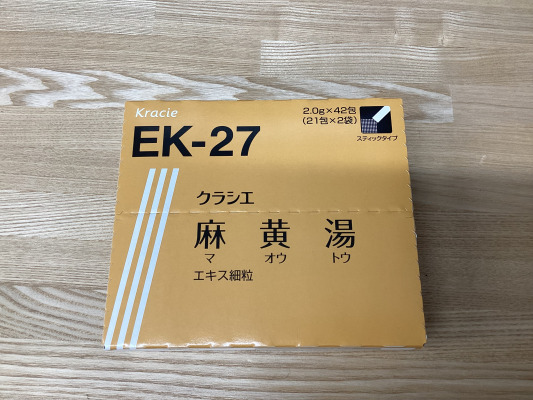 Kracie
EK-27
2.0g×42包
(21包×2袋)
スティックタイプ
クラシエ
麻黄湯
マ オウ トウ
エキス細粒